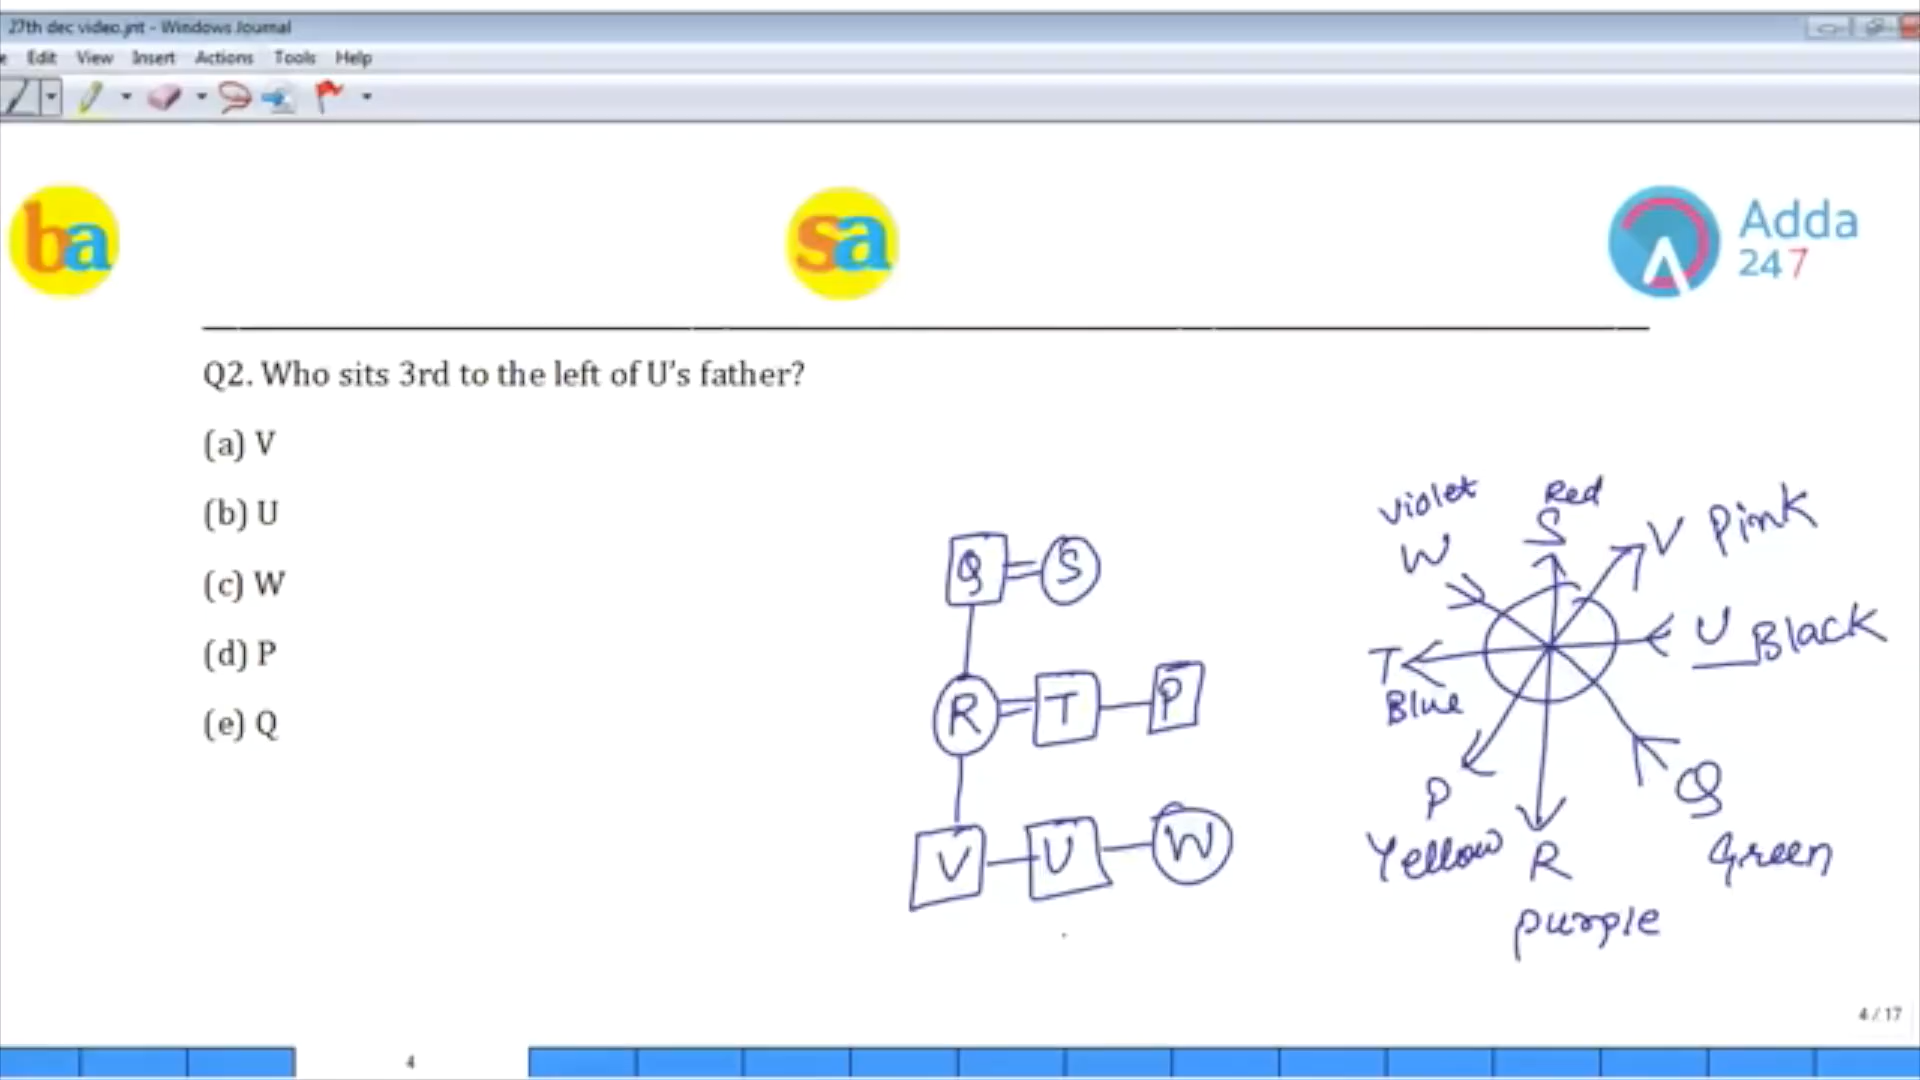 27th dec video.jnt - Windows Journal
Edit View Insert Actions Tools Help
ba
sa
Adda
247
Q2. Who sits 3rd to the left of U's father?
(a) V
(b) U
(c) W
(d) P
(e) Q
Q S
R T P
V U W
Violet Red
W S V Pink
T U Black
Blue
P Q
Yellow R Green
purple
4 / 17
4